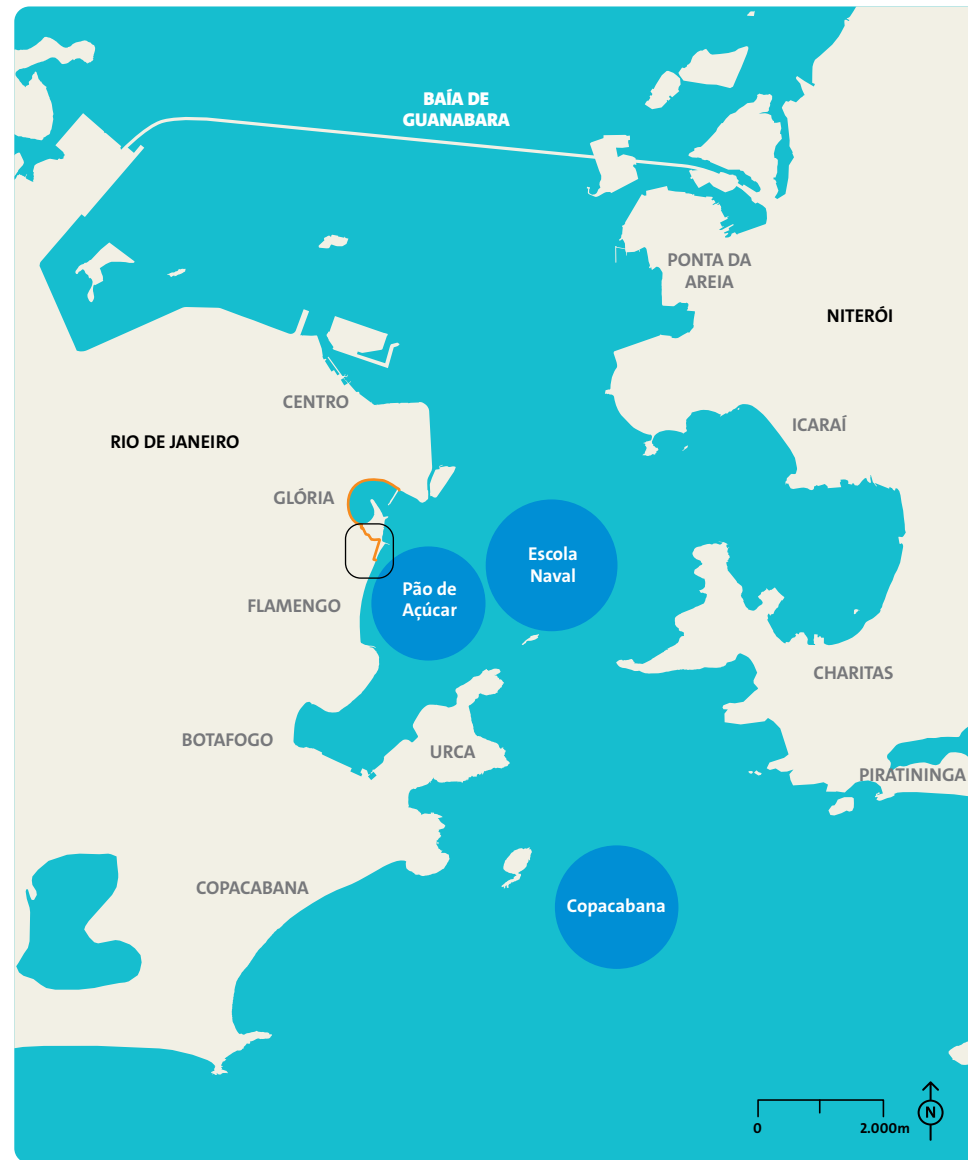 BAÍA DE
GUANABARA
PONTA DA
AREIA
NITERÓI
CENTRO
ICARAÍ
RIO DE JANEIRO
GLÓRIA
Escola
Naval
Pão de
Açúcar
FLAMENGO
CHARITAS
BOTAFOGO
URCA
PIRATININGA
COPACABANA
Copacabana
N
0
2.000m